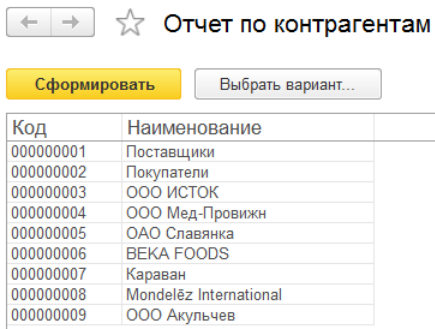 Отчет по контрагентам
Сформировать Выбрать вариант...
Код Наименование
000000001 Поставщики
000000002 Покупатели
000000003 ООО ИСТОК
000000004 ООО Мед-Провижн
000000005 ОАО Славянка
000000006 BEKA FOODS
000000007 Караван
000000008 Mondelēz International
000000009 ООО Акульчев